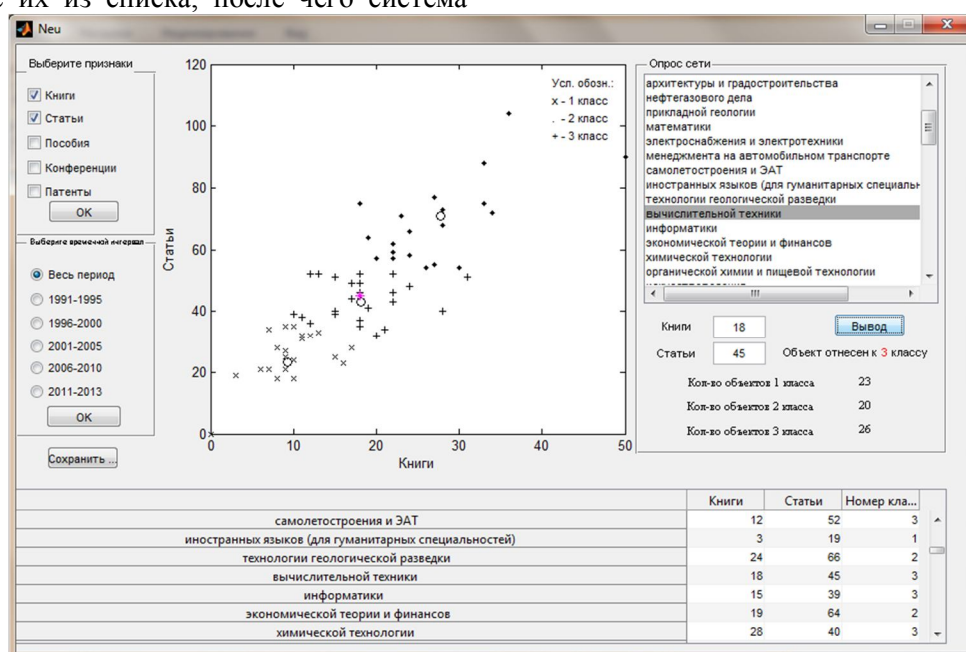 их из списка, после чего система
Neu
Выберите признаки
Книги
Статьи
Пособия
Конференции
Патенты
OK
Выберите временной интервал
Весь период
1991-1995
1996-2000
2001-2005
2006-2010
2011-2013
OK
Сохранить ...
120
100
80
60
40
20
0
0 10 20 30 40 50
Статьи
Книги
Усл. обозн.:
x - 1 класс
. - 2 класс
+ - 3 класс
Опрос сети
архитектуры и градостроительства
нефтегазового дела
прикладной геологии
математики
электроснабжения и электротехники
менеджмента на автомобильном транспорте
самолетостроения и ЭАТ
иностранных языков (для гуманитарных специальн
технологии геологической разведки
вычислительной техники
информатики
экономической теории и финансов
химической технологии
органической химии и пищевой технологии
Книги 18 Вывод
Статьи 45 Объект отнесен к 3 классу
Кол-во объектов 1 класса 23
Кол-во объектов 2 класса 20
Кол-во объектов 3 класса 26
Книги Статьи Номер кла...
самолетостроения и ЭАТ 12 52 3
иностранных языков (для гуманитарных специальностей) 3 19 1
технологии геологической разведки 24 66 2
вычислительной техники 18 45 3
информатики 15 39 3
экономической теории и финансов 19 64 2
химической технологии 28 40 3